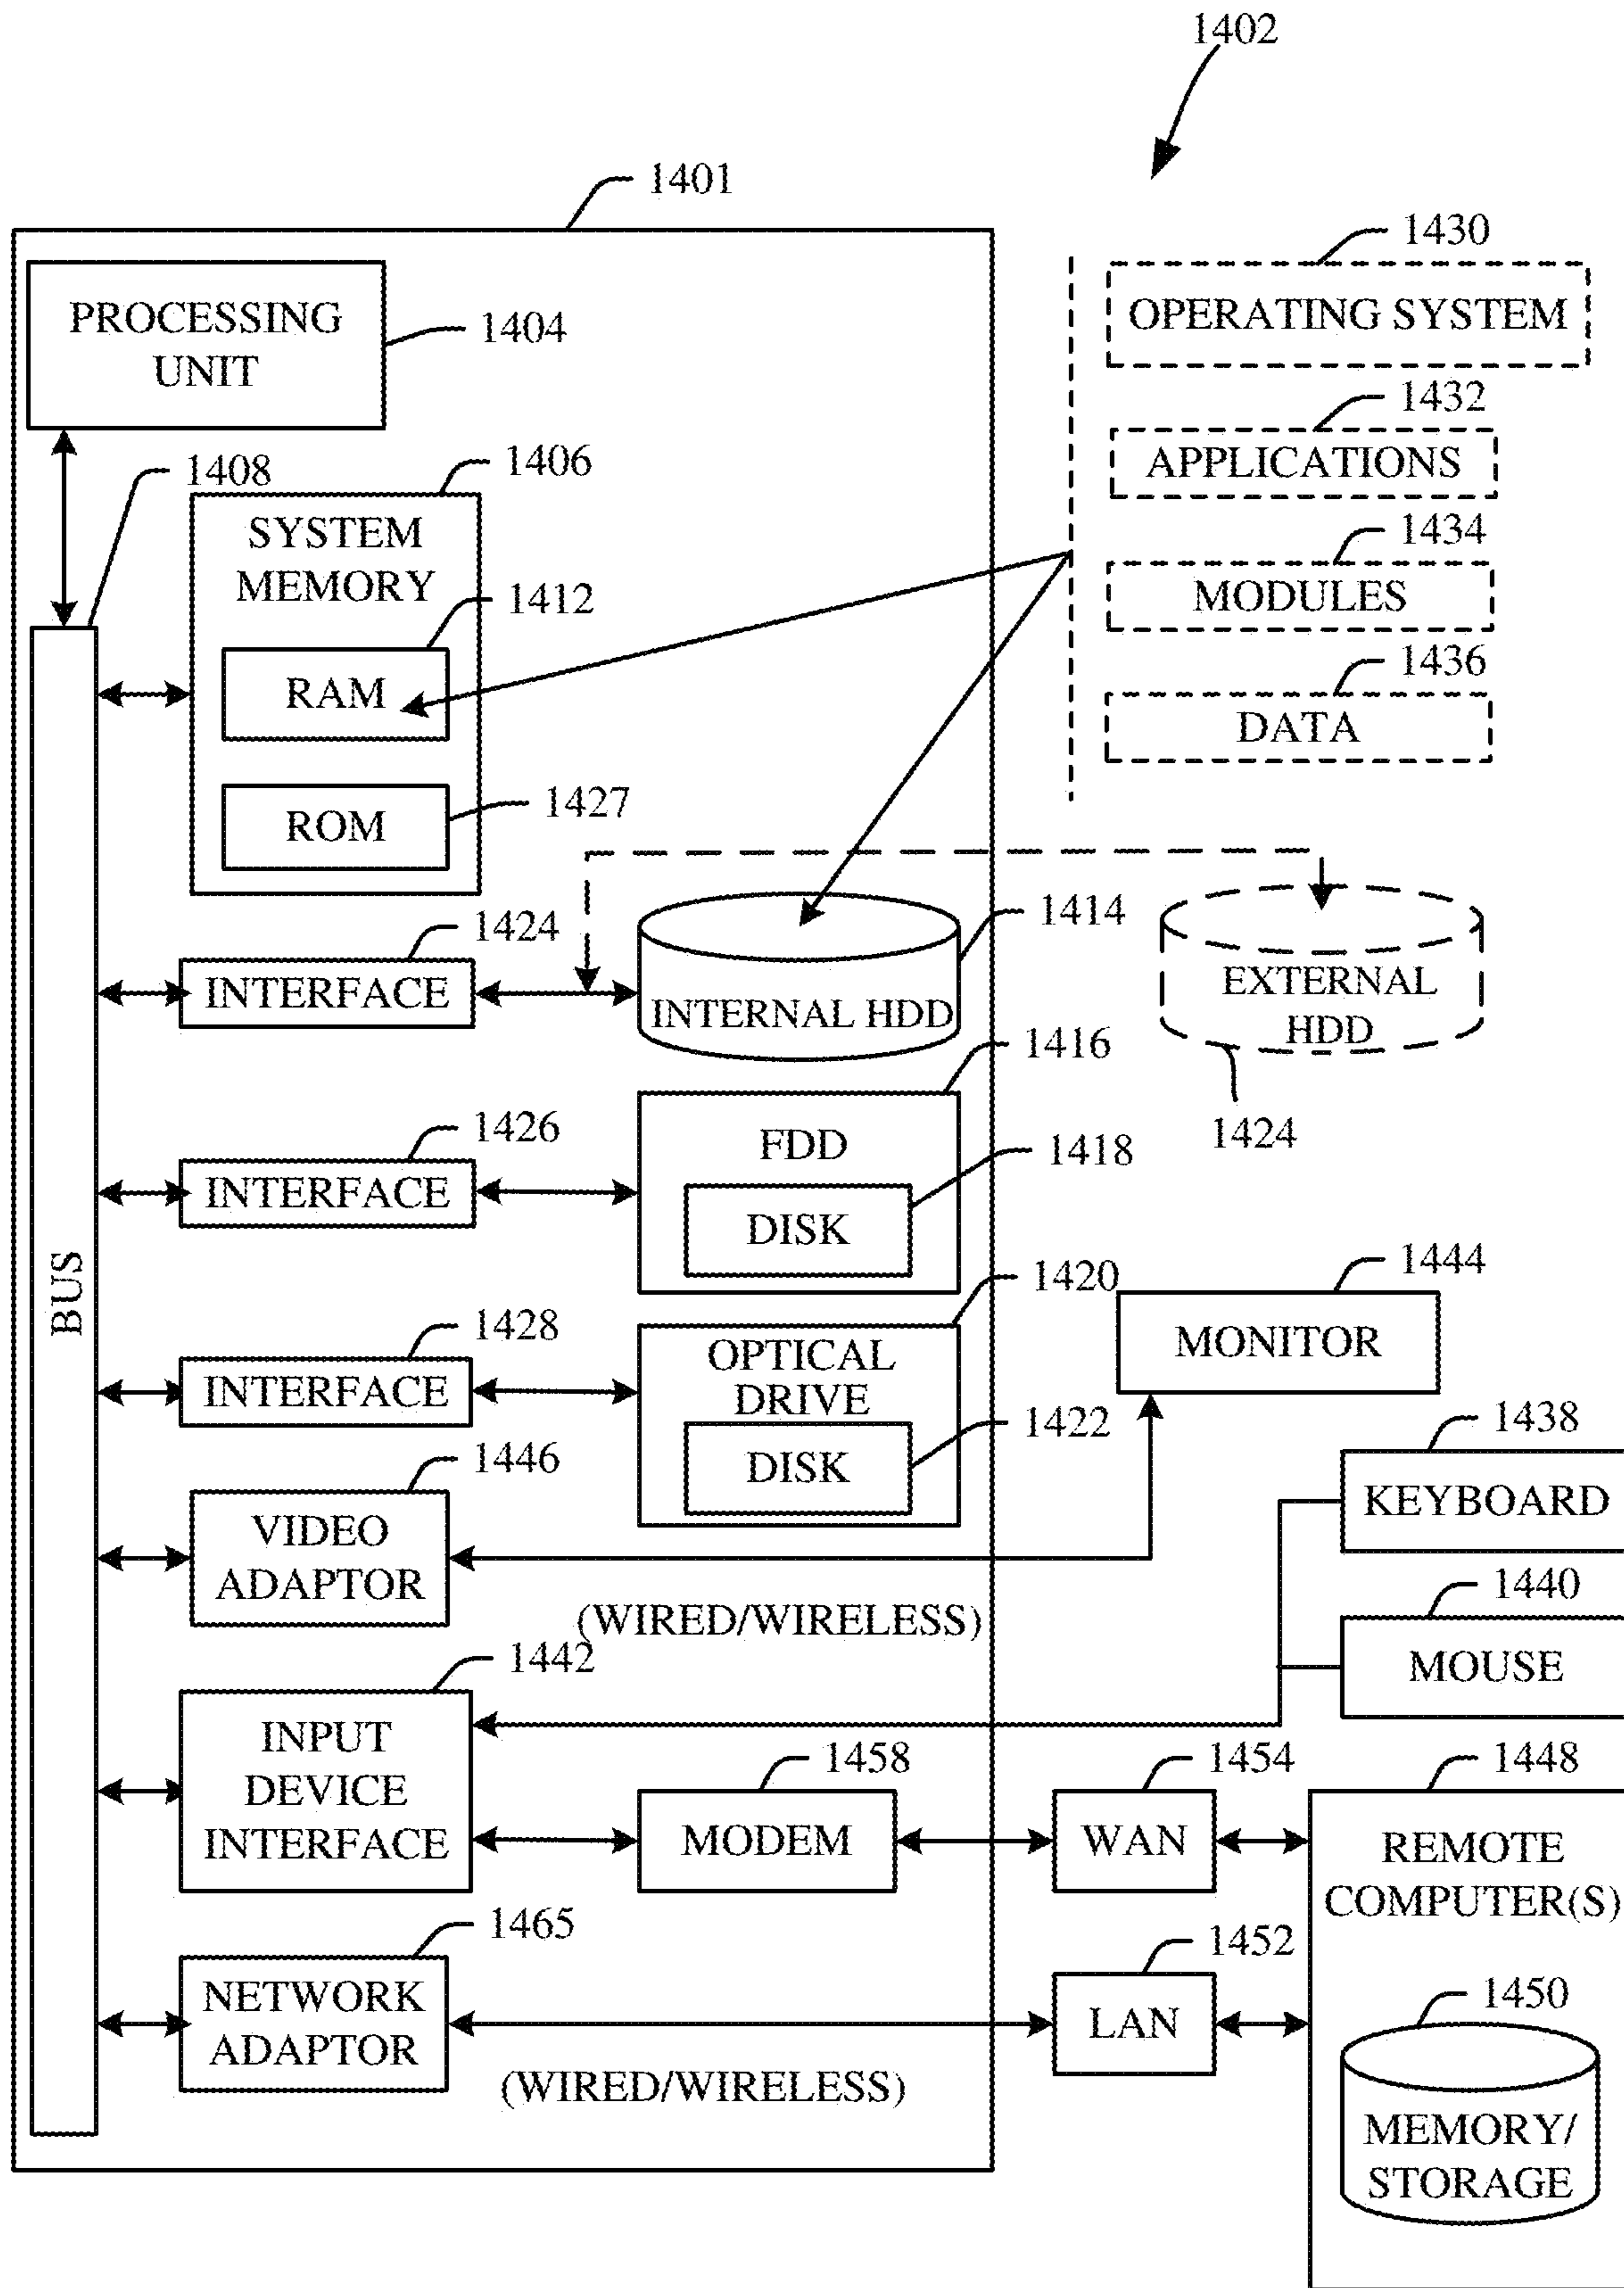 1402
1401
1430
OPERATING SYSTEM
PROCESSING
UNIT
1404
1432
APPLICATIONS
1408
1406
SYSTEM
MEMORY
1434
MODULES
1412
RAM
1436
DATA
1427
ROM
1424
INTERFACE
1414
INTERNAL HDD
EXTERNAL
HDD
1424
1416
FDD
1426
INTERFACE
1418
DISK
BUS
1420
OPTICAL
DRIVE
1444
MONITOR
1428
INTERFACE
1422
DISK
1438
KEYBOARD
1446
VIDEO
ADAPTOR
(WIRED/WIRELESS)
1440
MOUSE
1442
INPUT
DEVICE
INTERFACE
1458
MODEM
1454
WAN
1448
REMOTE
COMPUTER(S)
1465
NETWORK
ADAPTOR
(WIRED/WIRELESS)
1452
LAN
1450
MEMORY/
STORAGE